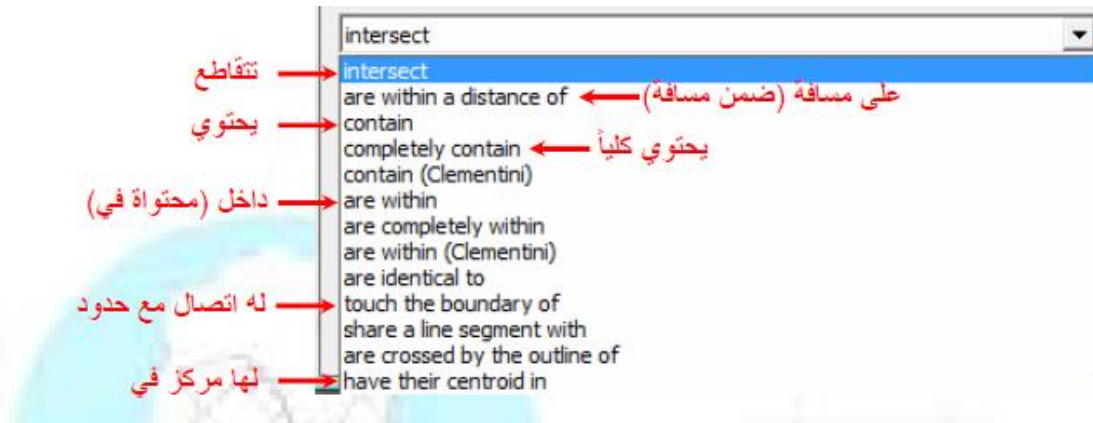 intersect
تتقاطع intersect
are within a distance of على مسافة (ضمن مسافة)
يحتوي contain
completely contain يحتوي كلياً
contain (Clementini)
داخل (محتواة في) are within
are completely within
are within (Clementini)
are identical to
له اتصال مع حدود touch the boundary of
share a line segment with
are crossed by the outline of
لها مركز في have their centroid in